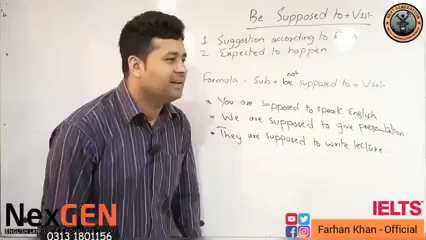 Be Supposed to + V1st
1 Suggestion according to
2 Expected to happen
not
Formula - Sub + be supposed to + V1st
You are supposed to speak English
We are supposed to give presentation
They are supposed to write lecture.
NexGEN
0313 1801156
IELTS
Farhan Khan - Official